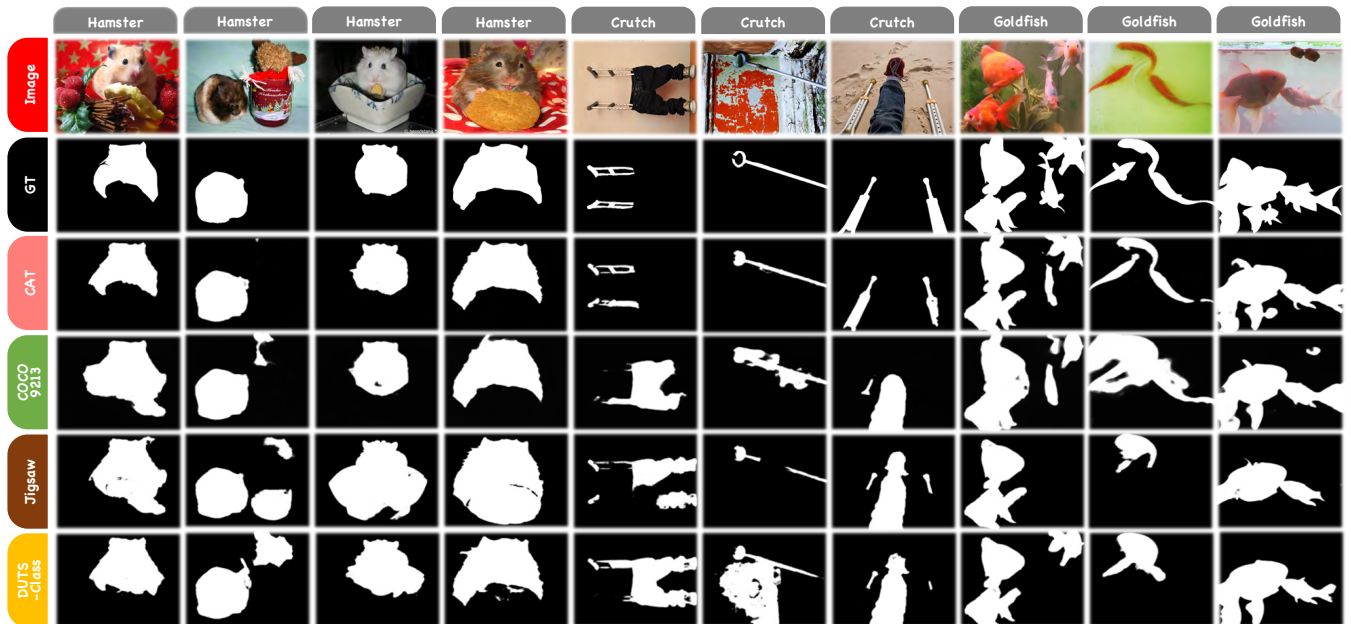 Hamster Hamster Hamster Hamster Crutch Crutch Crutch Goldfish Goldfish Goldfish
Image
GT
CAT
COCO
9213
Jigsaw
DUTS
-Class